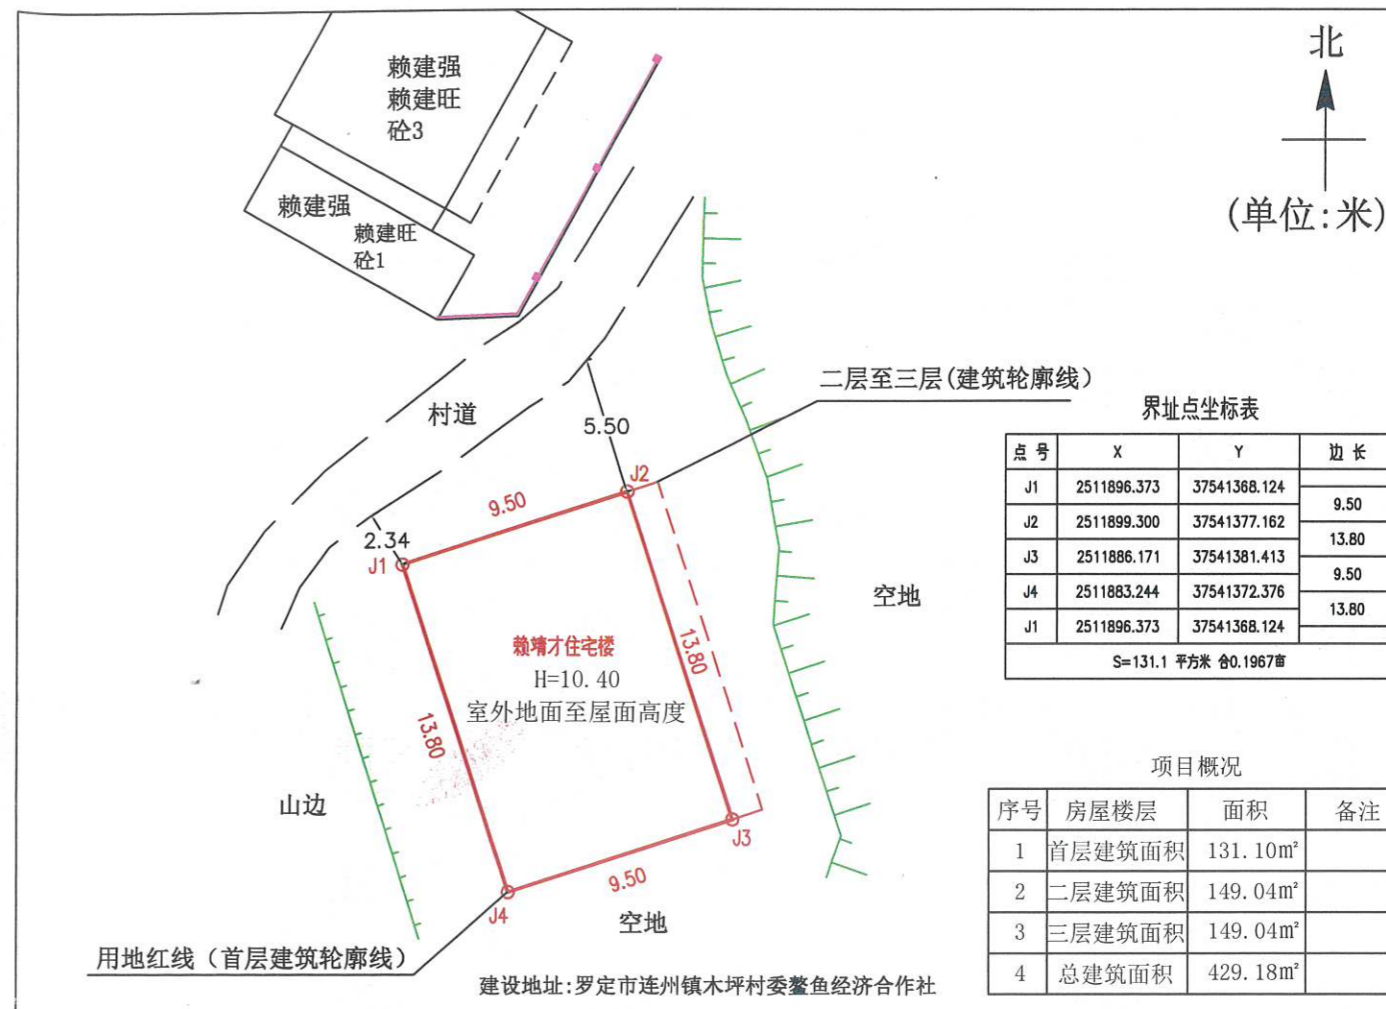 北
(单位:米)
赖建强
赖建旺
砼3
赖建强
赖建旺
砼1
村道
二层至三层(建筑轮廓线)
5.50
2.34
J1
J2
9.50
13.80
13.80
赖靖才住宅楼
H=10.40
室外地面至屋面高度
J3
J4
9.50
山边
空地
空地
用地红线（首层建筑轮廓线）
建设地址:罗定市连州镇木坪村委鳌鱼经济合作社
界址点坐标表
点号 X Y 边长
J1 2511896.373 37541368.124
9.50
J2 2511899.300 37541377.162
13.80
J3 2511886.171 37541381.413
9.50
J4 2511883.244 37541372.376
13.80
J1 2511896.373 37541368.124
S=131.1 平方米 合0.1967亩
项目概况
序号 房屋楼层 面积 备注
1 首层建筑面积 131.10m²
2 二层建筑面积 149.04m²
3 三层建筑面积 149.04m²
4 总建筑面积 429.18m²